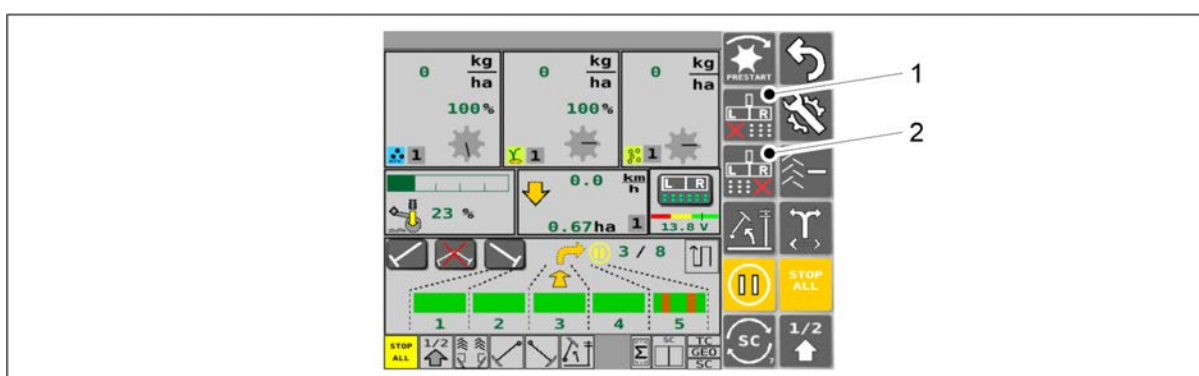 0 kg/ha 0 kg/ha 0 kg/ha
100% 100%
1 1 1
PRESTART
L R
1
L R
2
0.0 km/h
L R
23 %
0.67ha 1 13.8 V
3 / 8
STOP ALL
1 2 3 4 5
STOP ALL 1/2 Σ SC TC GEO SC
SC 7 1/2